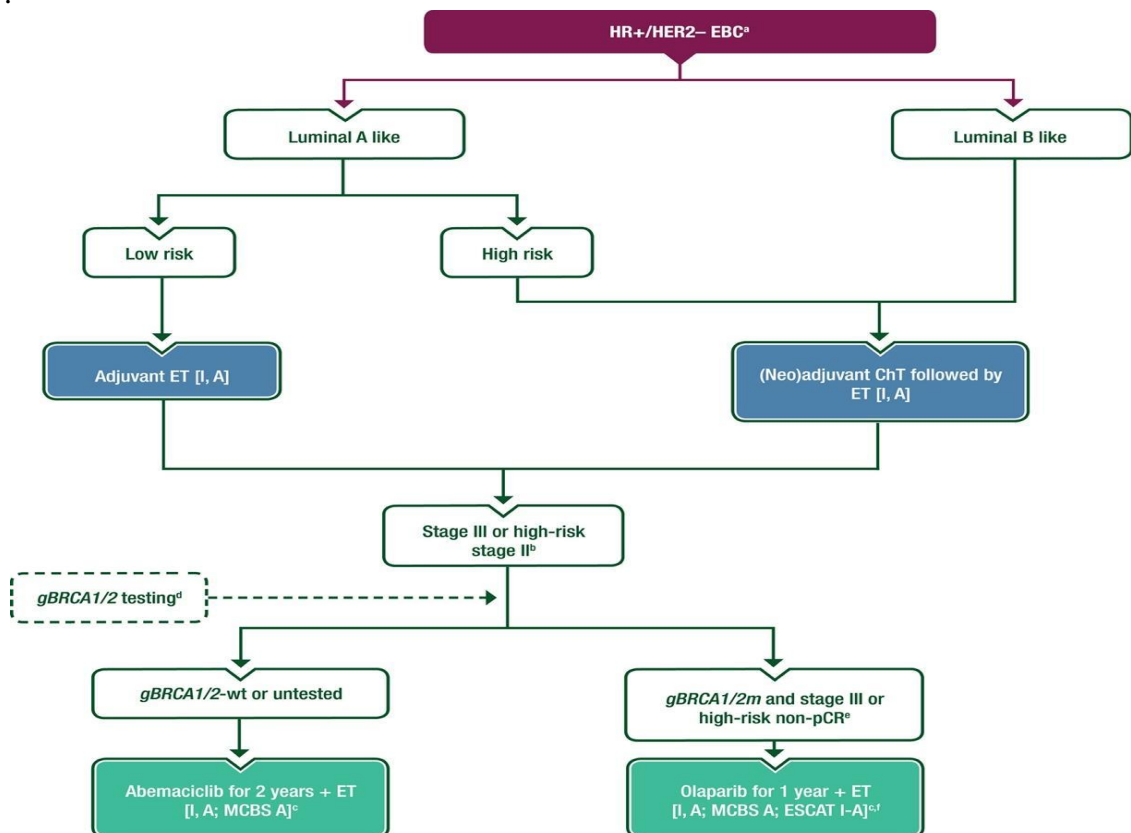 HR+/HER2– EBCᵃ
Luminal A like
Luminal B like
Low risk
High risk
Adjuvant ET [I, A]
(Neo)adjuvant ChT followed by
ET [I, A]
Stage III or high-risk
stage IIᵇ
gBRCA1/2 testingᵈ
gBRCA1/2-wt or untested
gBRCA1/2m and stage III or
high-risk non-pCRᵉ
Abemaciclib for 2 years + ET
[I, A; MCBS A]ᶜ
Olaparib for 1 year + ET
[I, A; MCBS A; ESCAT I-A]ᶜ,ᶠ